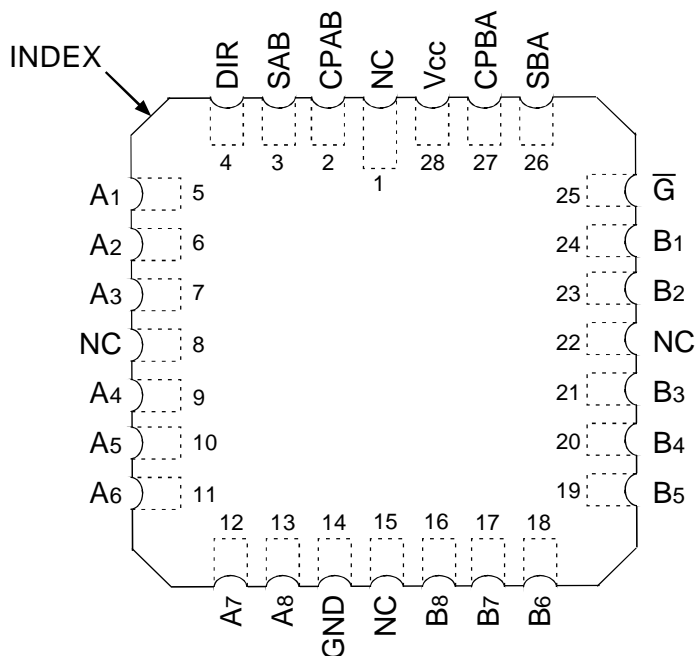 INDEX
DIR SAB CPAB NC Vcc CPBA SBA
4 3 2 1 28 27 26
A1 5
A2 6
A3 7
NC 8
A4 9
A5 10
A6 11
25 G̅
24 B1
23 B2
22 NC
21 B3
20 B4
19 B5
12 13 14 15 16 17 18
A7 A8 GND NC B8 B7 B6